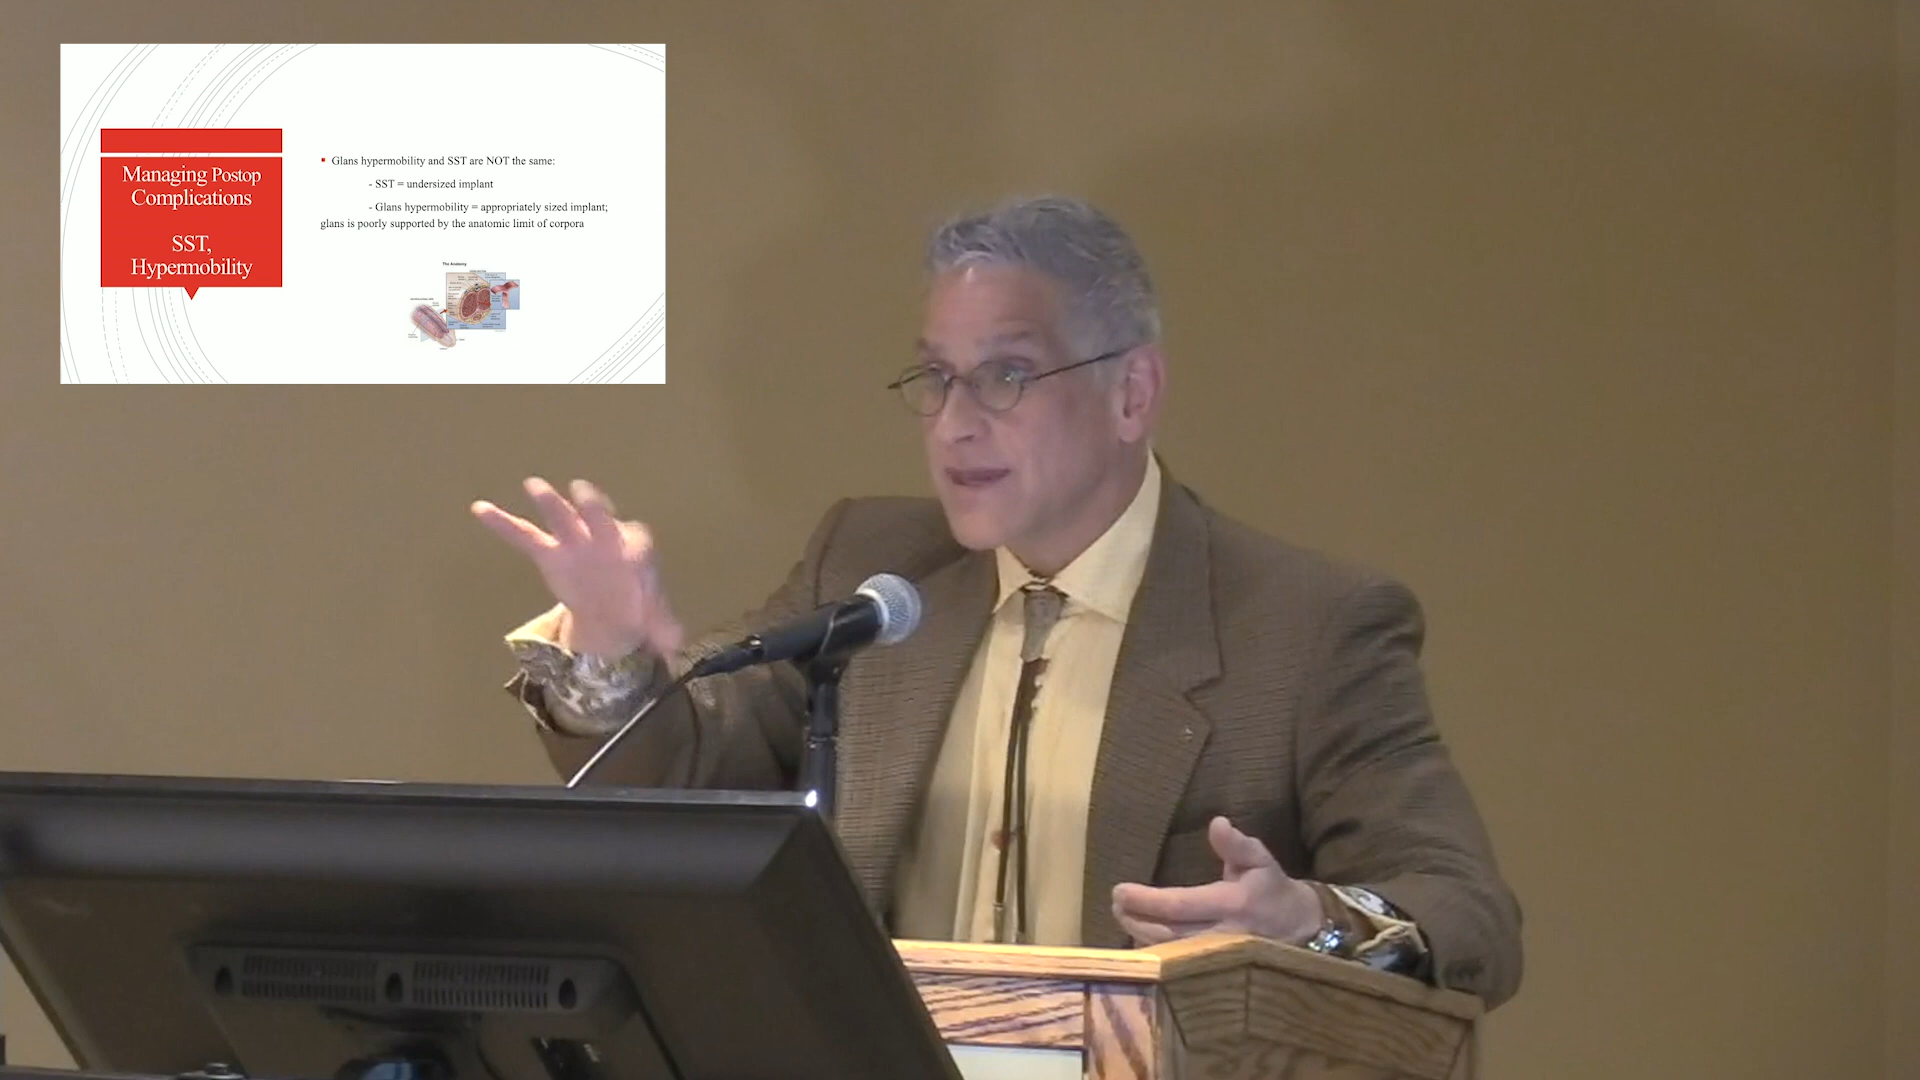 Managing Postop
Complications
SST,
Hypermobility
Glans hypermobility and SST are NOT the same:
- SST = undersized implant
- Glans hypermobility = appropriately sized implant;
glans is poorly supported by the anatomic limit of corpora
The Anatomy